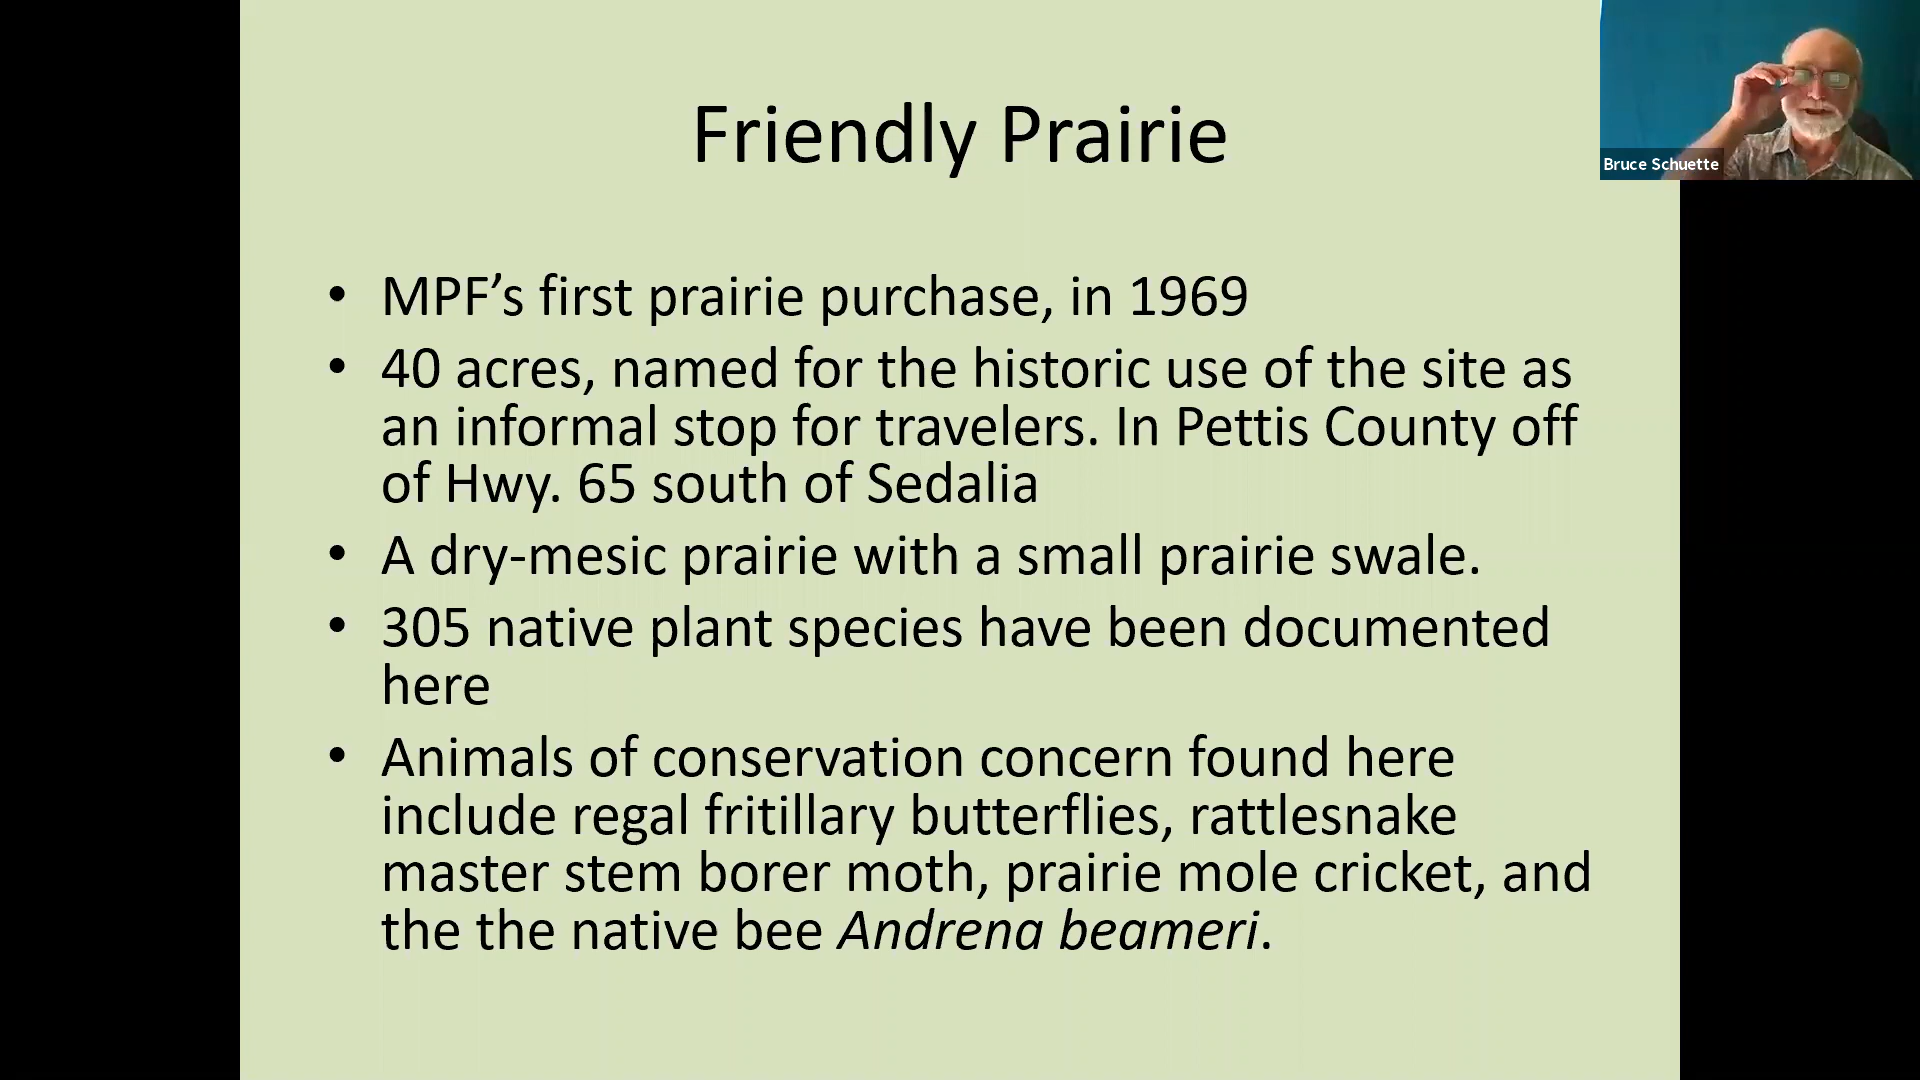 Friendly Prairie
Bruce Schuette
• MPF’s first prairie purchase, in 1969
• 40 acres, named for the historic use of the site as
an informal stop for travelers. In Pettis County off
of Hwy. 65 south of Sedalia
• A dry-mesic prairie with a small prairie swale.
• 305 native plant species have been documented
here
• Animals of conservation concern found here
include regal fritillary butterflies, rattlesnake
master stem borer moth, prairie mole cricket, and
the the native bee Andrena beameri.